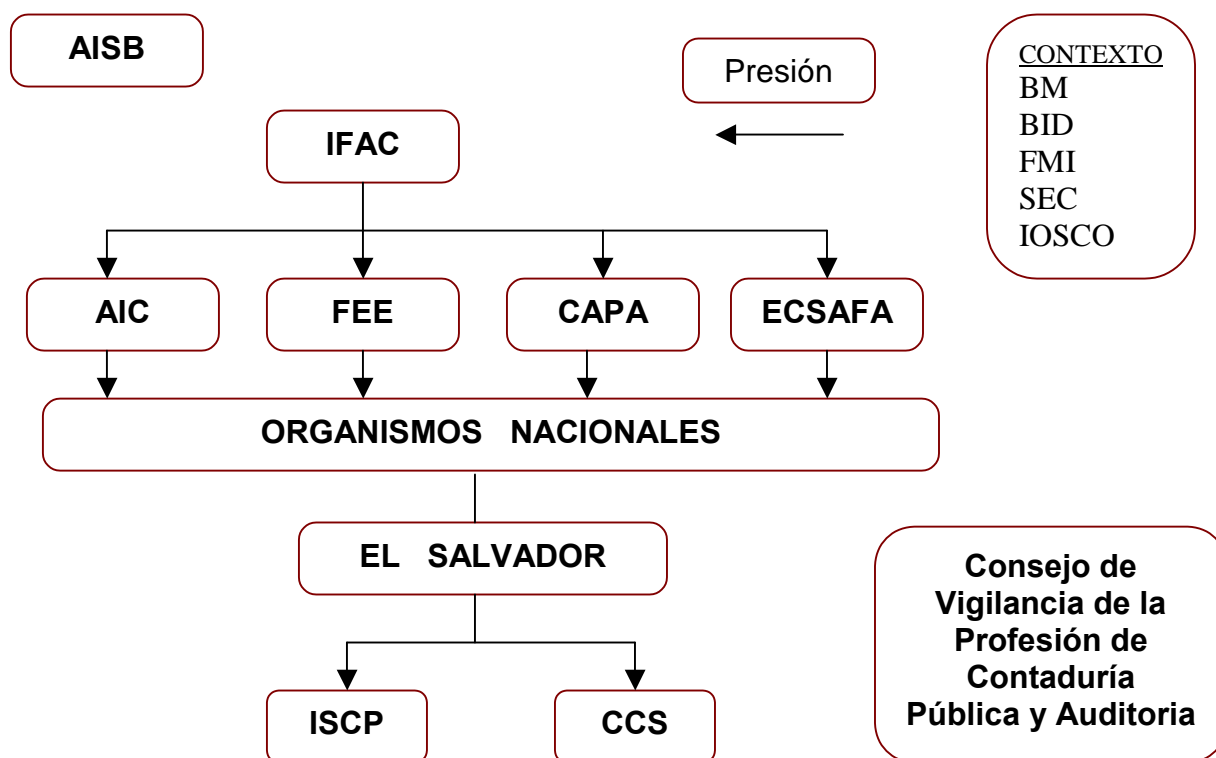 AISB
Presión
CONTEXTO
BM
BID
FMI
SEC
IOSCO
IFAC
AIC
FEE
CAPA
ECSAFA
ORGANISMOS NACIONALES
EL SALVADOR
ISCP
CCS
Consejo de
Vigilancia de la
Profesión de
Contaduría
Pública y Auditoria